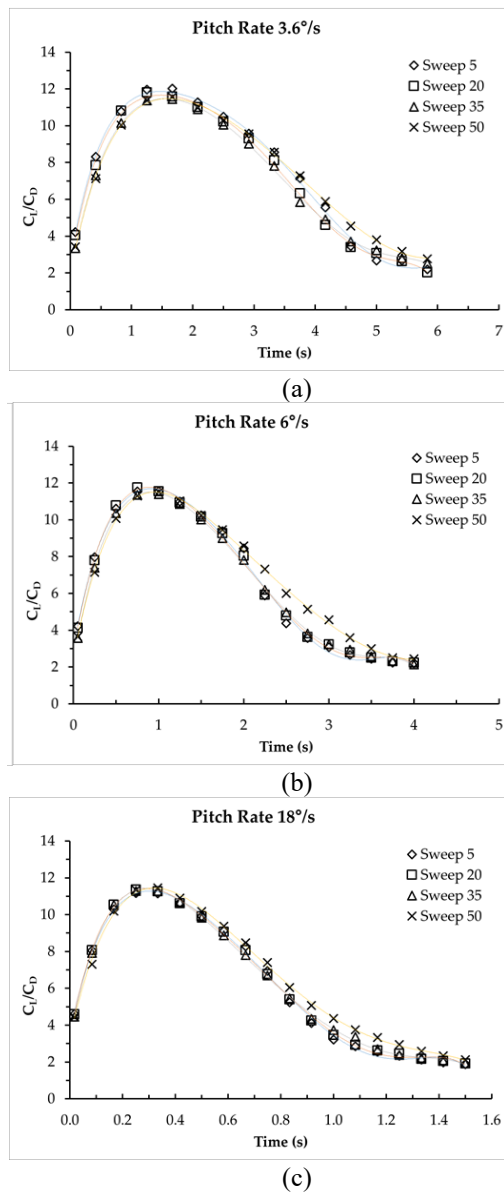 Pitch Rate 3.6°/s
14
12
10
8
6
4
2
0
C_L/C_D
0 1 2 3 4 5 6 7
Time (s)
Sweep 5
Sweep 20
Sweep 35
Sweep 50
(a)
Pitch Rate 6°/s
14
12
10
8
6
4
2
0
C_L/C_D
0 1 2 3 4 5
Time (s)
Sweep 5
Sweep 20
Sweep 35
Sweep 50
(b)
Pitch Rate 18°/s
14
12
10
8
6
4
2
0
C_L/C_D
0.0 0.2 0.4 0.6 0.8 1.0 1.2 1.4 1.6
Time (s)
Sweep 5
Sweep 20
Sweep 35
Sweep 50
(c)